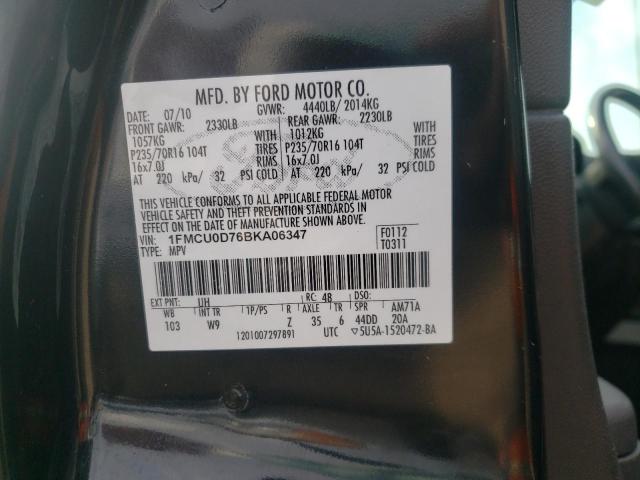 MFD. BY FORD MOTOR CO.
DATE: 07/10 GVWR: 4440LB/ 2014KG
FRONT GAWR: 2330LB REAR GAWR: 2230LB
1057KG WITH 1012KG WITH
P235/70R16 104T TIRES P235/70R16 104T TIRES
16x7.0J RIMS 16x7.0J RIMS
AT 220 kPa/ 32 PSI COLD AT 220 kPa/ 32 PSI COLD
Ford
THIS VEHICLE CONFORMS TO ALL APPLICABLE FEDERAL MOTOR
VEHICLE SAFETY AND THEFT PREVENTION STANDARDS IN
EFFECT ON THE DATE OF MANUFACTURE SHOWN ABOVE.
VIN: 1FMCU0D76BKA06347 F0112
TYPE: MPV T0311
EXT PNT: UH RC: 48 DSO:
WB INT TR 1P/PS R AXLE TR SPR AM71A
103 W9 Z 35 6 44DD 20A
1201007297891 UTC ▽5U5A-1520472-BA